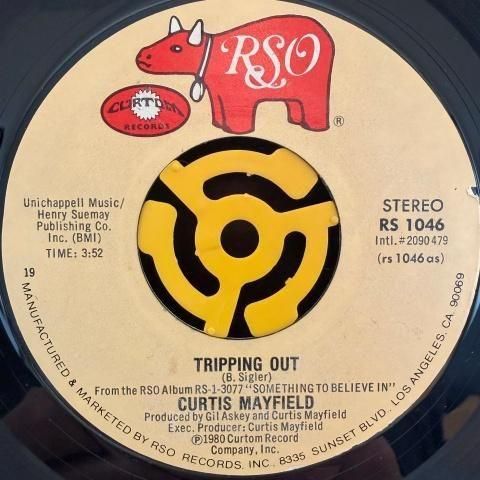 RSO
®
CURTOM
RECORDS
Unichappell Music/
Henry Suemay
Publishing Co.
Inc. (BMI)
TIME: 3:52
STEREO
RS 1046
Intl.#2090479
(rs 1046 as)
19
TRIPPING OUT
(B. Sigler)
From the RSO Album RS-1-3077 "SOMETHING TO BELIEVE IN"
CURTIS MAYFIELD
Produced by Gil Askey and Curtis Mayfield
Exec. Producer: Curtis Mayfield
℗1980 Curtom Record
Company, Inc.
MANUFACTURED & MARKETED BY RSO RECORDS, INC., 8335 SUNSET BLVD., LOS ANGELES, CA. 90069